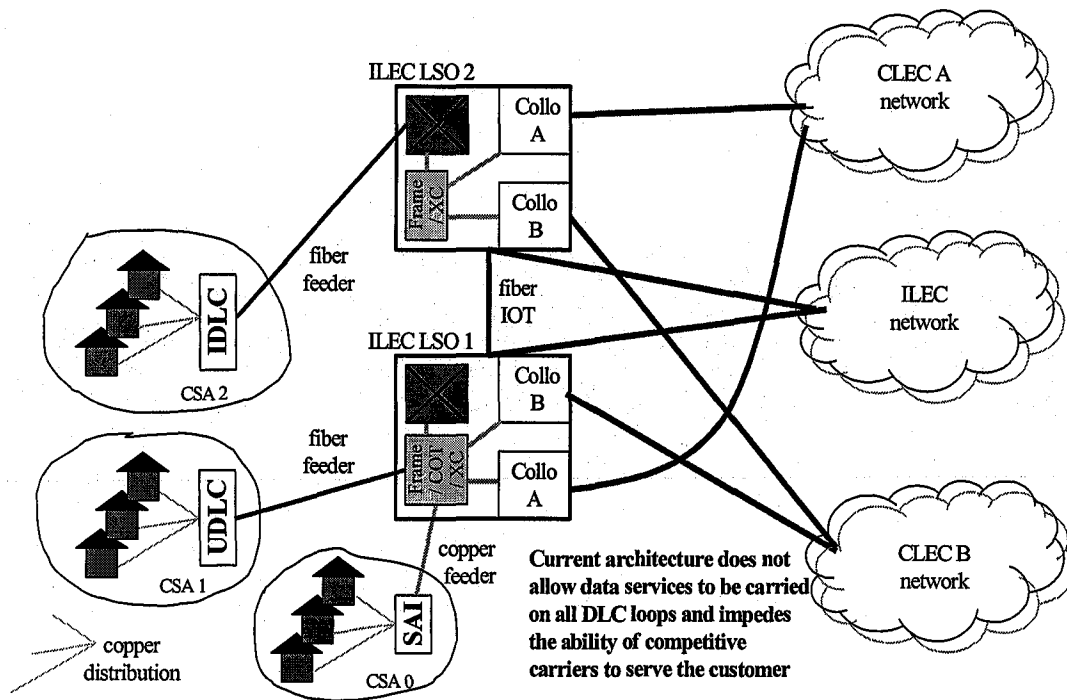 ILEC LSO 2
Collo
A
Frame
/XC
Collo
B
CLEC A
network
fiber
feeder
IDLC
CSA 2
fiber
IOT
ILEC
network
ILEC LSO 1
Collo
B
Frame
/COT
/XC
Collo
A
fiber
feeder
UDLC
CSA 1
copper
feeder
SAI
CSA 0
CLEC B
network
Current architecture does not
allow data services to be carried
on all DLC loops and impedes
the ability of competitive
carriers to serve the customer
copper
distribution